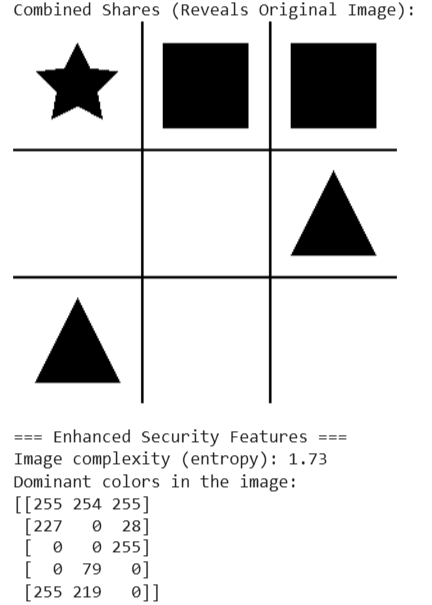 Combined Shares (Reveals Original Image):
=== Enhanced Security Features ===
Image complexity (entropy): 1.73
Dominant colors in the image:
[[255 254 255]
 [227   0  28]
 [  0   0 255]
 [  0  79   0]
 [255 219   0]]